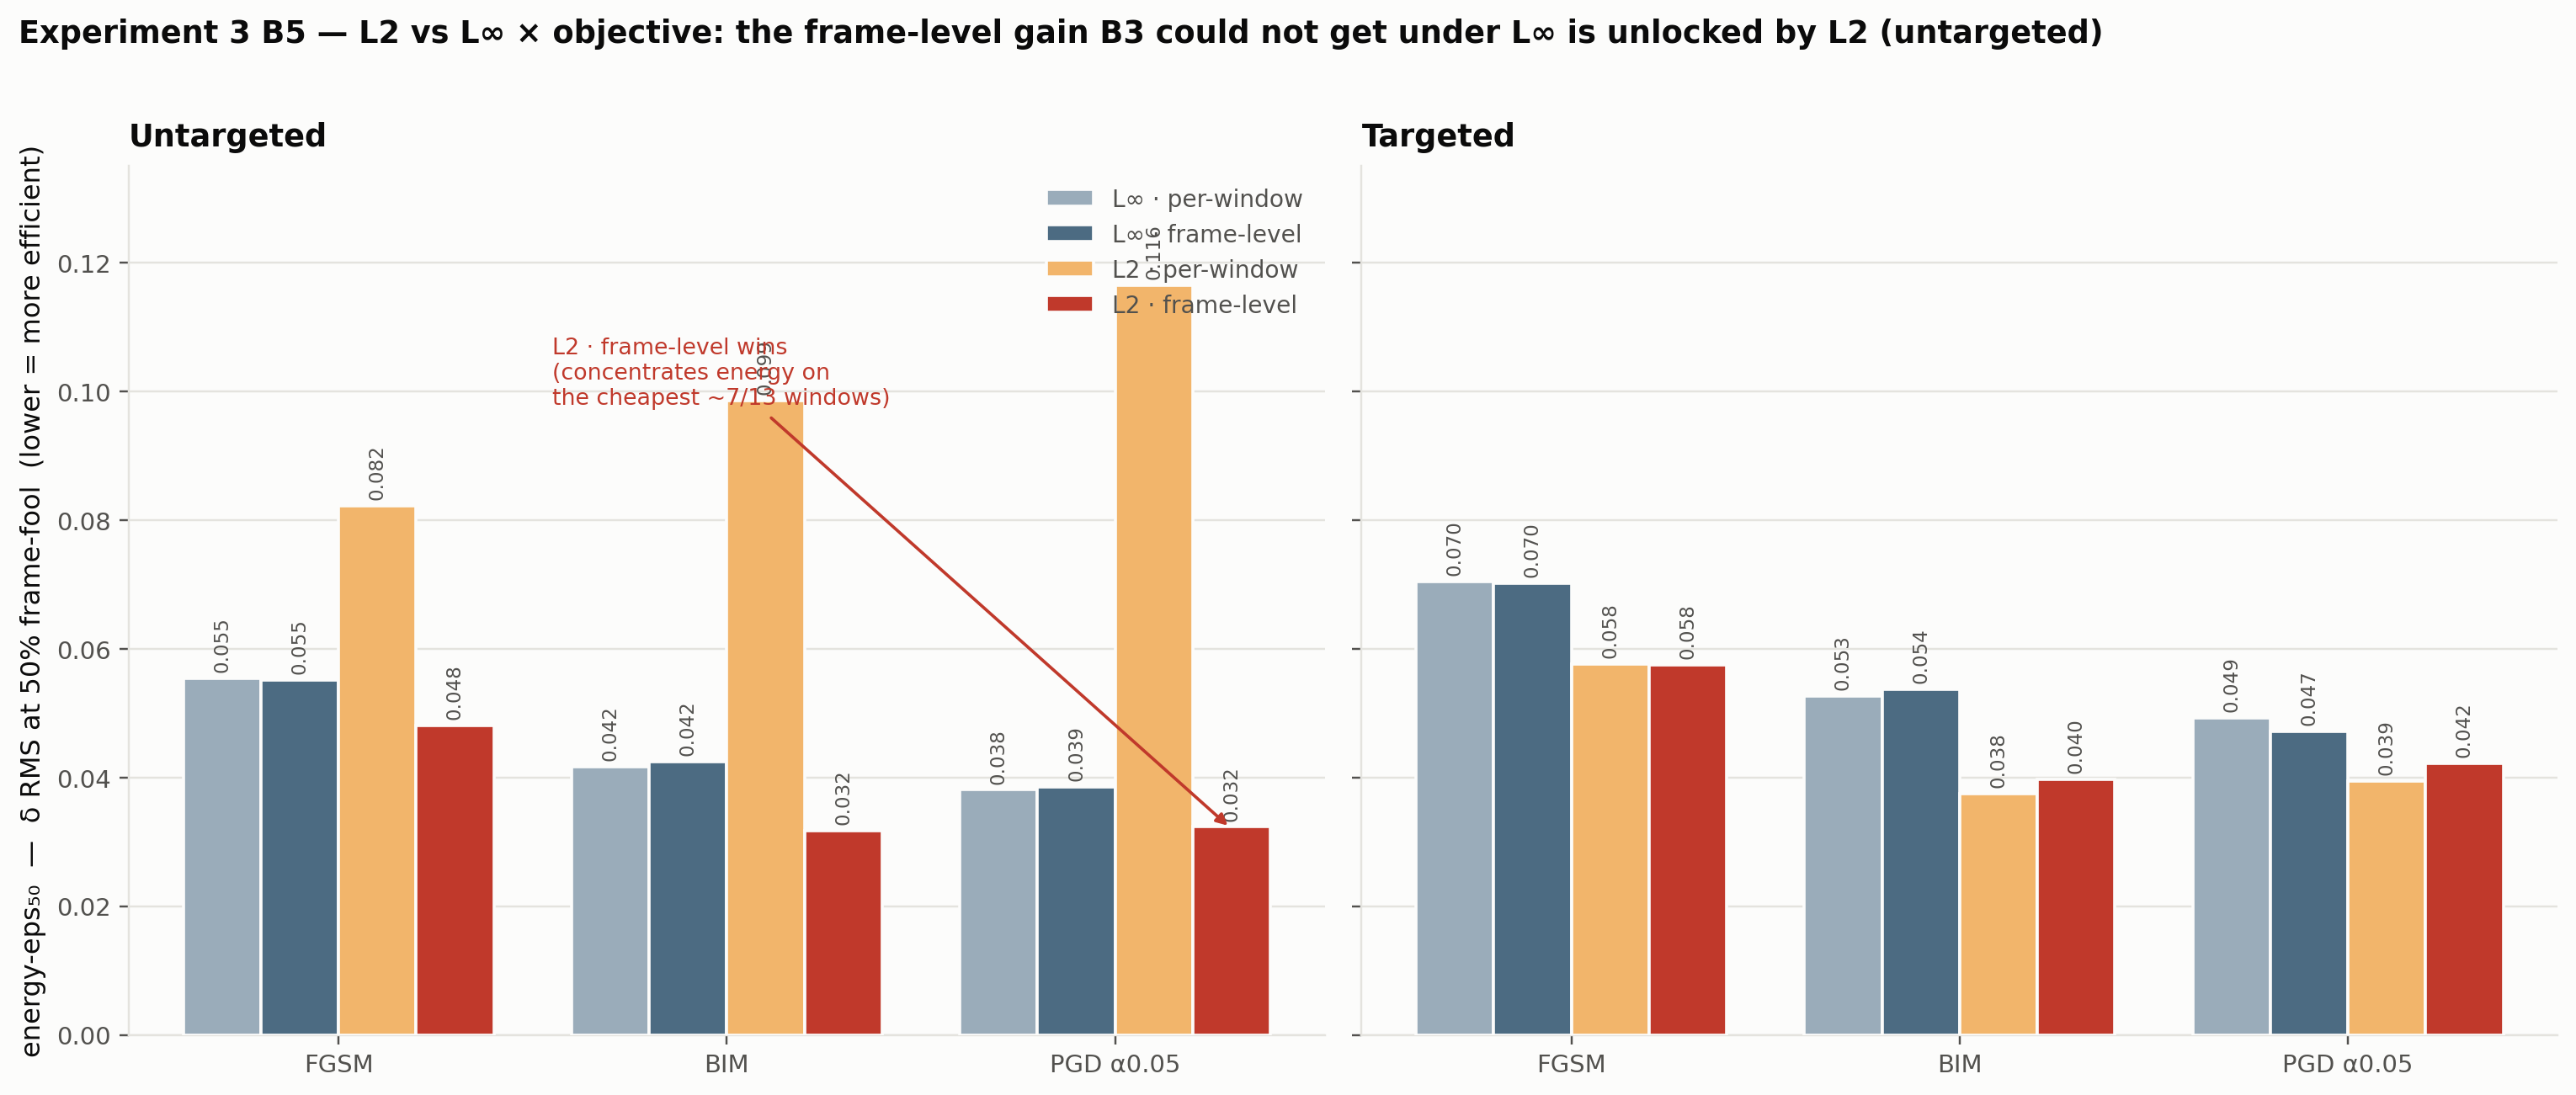 Experiment 3 B5 — L2 vs L∞ × objective: the frame-level gain B3 could not get under L∞ is unlocked by L2 (untargeted)
Untargeted
energy-eps₅₀ — δ RMS at 50% frame-fool (lower = more efficient)
0.12
0.10
0.08
0.06
0.04
0.02
0.00
L∞ · per-window
L∞ · frame-level
L2 · per-window
L2 · frame-level
L2 · frame-level wins
(concentrates energy on
the cheapest ~7/13 windows)
0.055
0.055
0.082
0.048
0.042
0.042
0.099
0.032
0.038
0.039
0.116
0.032
FGSM
BIM
PGD α0.05
Targeted
0.070
0.070
0.058
0.058
0.053
0.054
0.038
0.040
0.049
0.047
0.039
0.042
FGSM
BIM
PGD α0.05